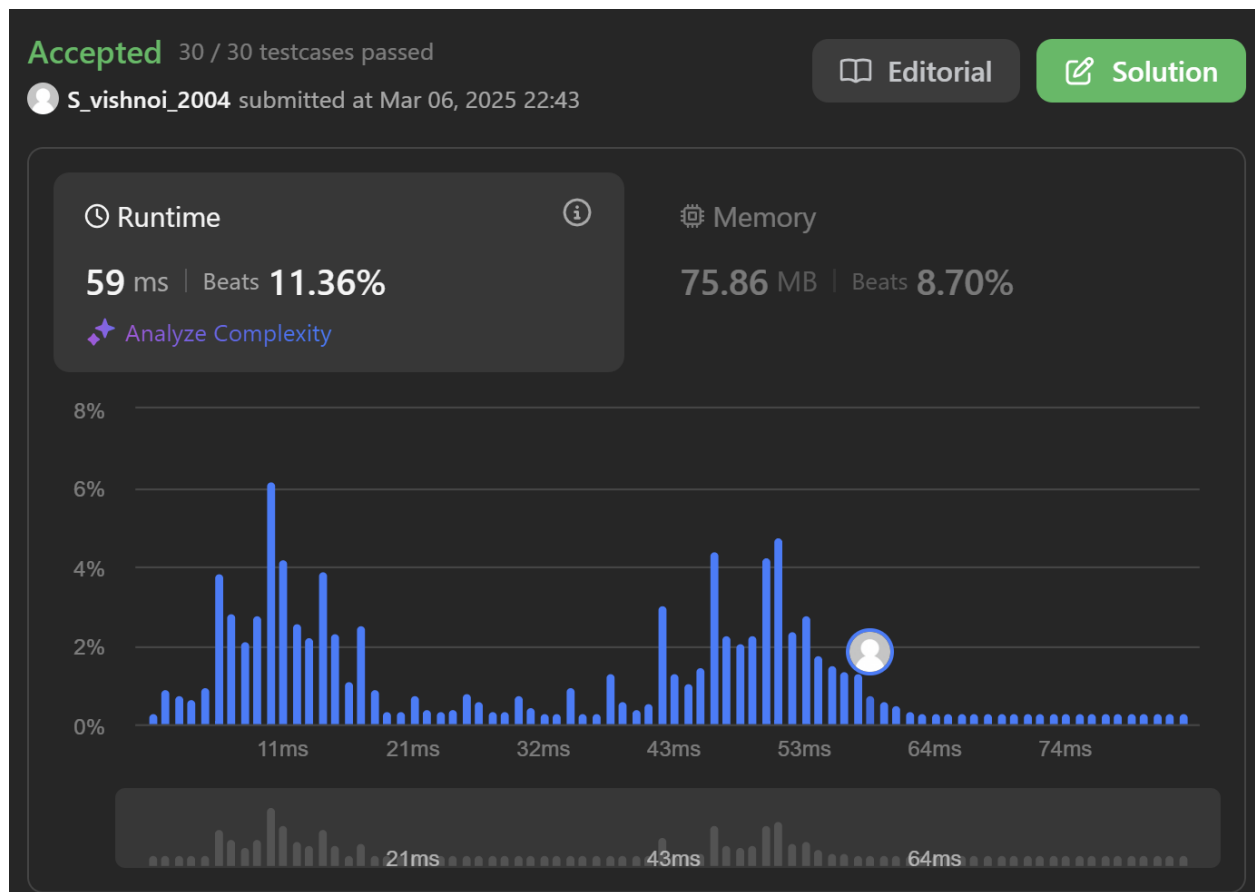 Accepted 30 / 30 testcases passed
Editorial
Solution
S_vishnoi_2004 submitted at Mar 06, 2025 22:43
Runtime
59 ms | Beats 11.36%
Analyze Complexity
Memory
75.86 MB | Beats 8.70%
8%
6%
4%
2%
0%
11ms 21ms 32ms 43ms 53ms 64ms 74ms
21ms 43ms 64ms